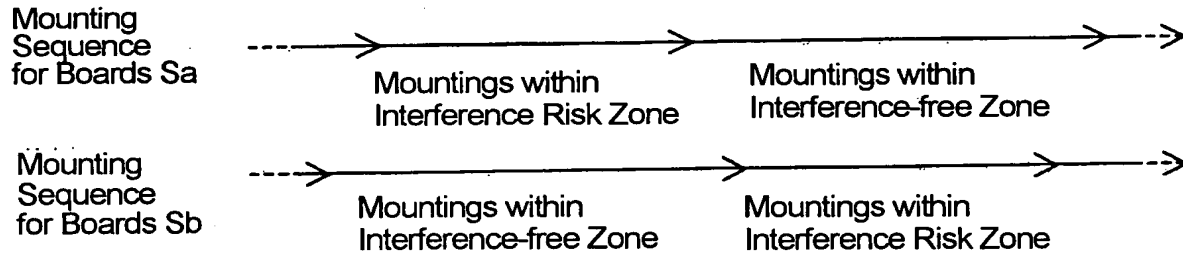 Mounting
Sequence
for Boards Sa
Mountings within
Interference Risk Zone
Mountings within
Interference-free Zone
Mounting
Sequence
for Boards Sb
Mountings within
Interference-free Zone
Mountings within
Interference Risk Zone